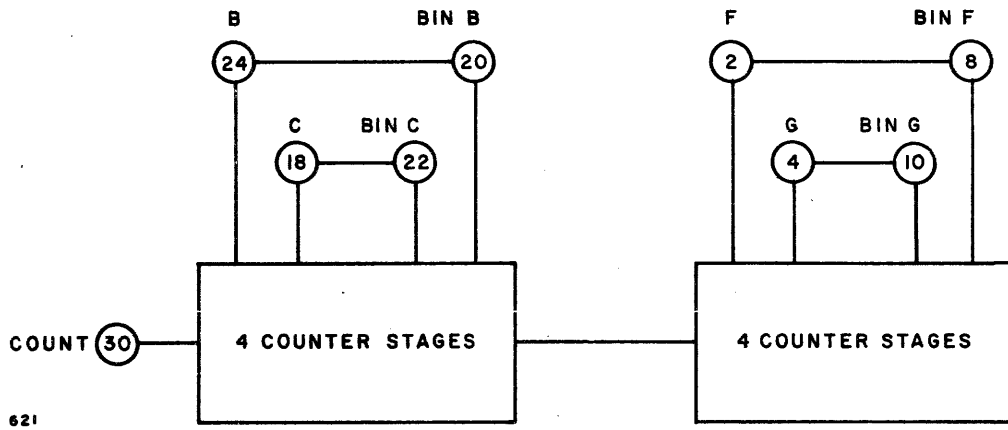 B BIN B F BIN F
24 20 2 8
C BIN C G BIN G
18 22 4 10
COUNT 30 4 COUNTER STAGES 4 COUNTER STAGES
621